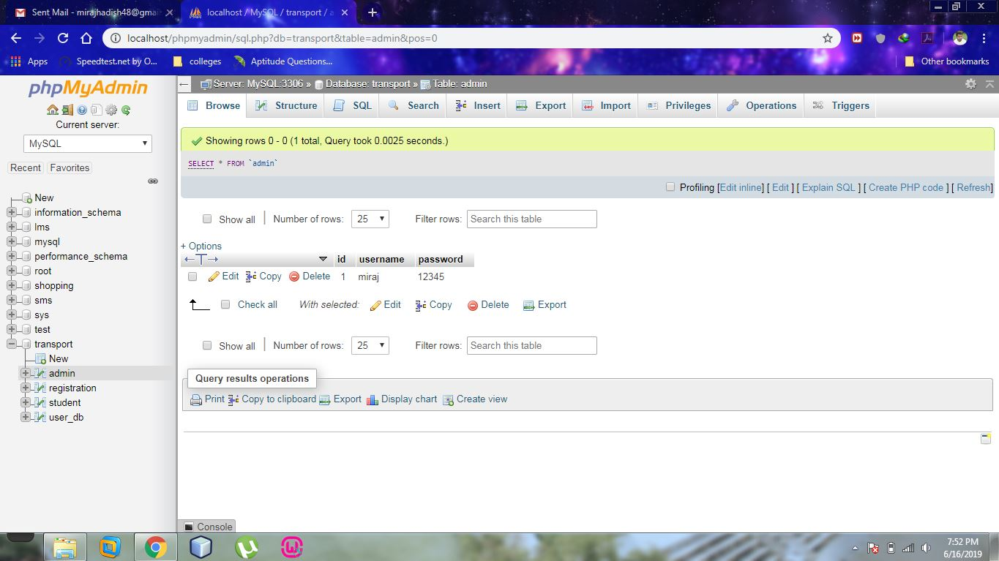 Sent Mail - mirajhadish48@gmai
localhost / MySQL / transport / a
localhost/phpmyadmin/sql.php?db=transport&table=admin&pos=0
Apps
Speedtest.net by O...
colleges
Aptitude Questions...
Other bookmarks
phpMyAdmin
Current server:
MySQL
Recent
Favorites
New
information_schema
lms
mysql
performance_schema
root
shopping
sms
sys
test
transport
New
admin
registration
student
user_db
Server: MySQL:3306 » Database: transport » Table: admin
Browse
Structure
SQL
Search
Insert
Export
Import
Privileges
Operations
Triggers
Showing rows 0 - 0 (1 total, Query took 0.0025 seconds.)
SELECT * FROM `admin`
Profiling [Edit inline] [ Edit ] [ Explain SQL ] [ Create PHP code ] [ Refresh]
Show all
Number of rows:
25
Filter rows:
Search this table
+ Options
id
username
password
Edit
Copy
Delete
1
miraj
12345
Check all
With selected:
Edit
Copy
Delete
Export
Show all
Number of rows:
25
Filter rows:
Search this table
Query results operations
Print
Copy to clipboard
Export
Display chart
Create view
Console
7:52 PM
6/16/2019